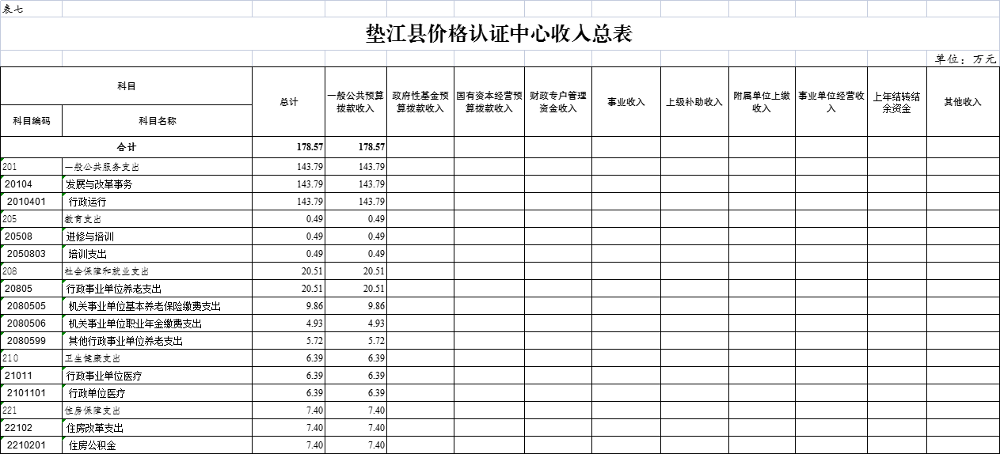 表七
垫江县价格认证中心收入总表
单位：万元
科目 总计 一般公共预算拨款收入 政府性基金预算拨款收入 国有资本经营预算拨款收入 财政专户管理资金收入 事业收入 上级补助收入 附属单位上缴收入 事业单位经营收入 上年结转结余资金 其他收入
科目编码 科目名称
合计 178.57 178.57
201 一般公共服务支出 143.79 143.79
20104 发展与改革事务 143.79 143.79
2010401 行政运行 143.79 143.79
205 教育支出 0.49 0.49
20508 进修与培训 0.49 0.49
2050803 培训支出 0.49 0.49
208 社会保障和就业支出 20.51 20.51
20805 行政事业单位养老支出 20.51 20.51
2080505 机关事业单位基本养老保险缴费支出 9.86 9.86
2080506 机关事业单位职业年金缴费支出 4.93 4.93
2080599 其他行政事业单位养老支出 5.72 5.72
210 卫生健康支出 6.39 6.39
21011 行政事业单位医疗 6.39 6.39
2101101 行政单位医疗 6.39 6.39
221 住房保障支出 7.40 7.40
22102 住房改革支出 7.40 7.40
2210201 住房公积金 7.40 7.40